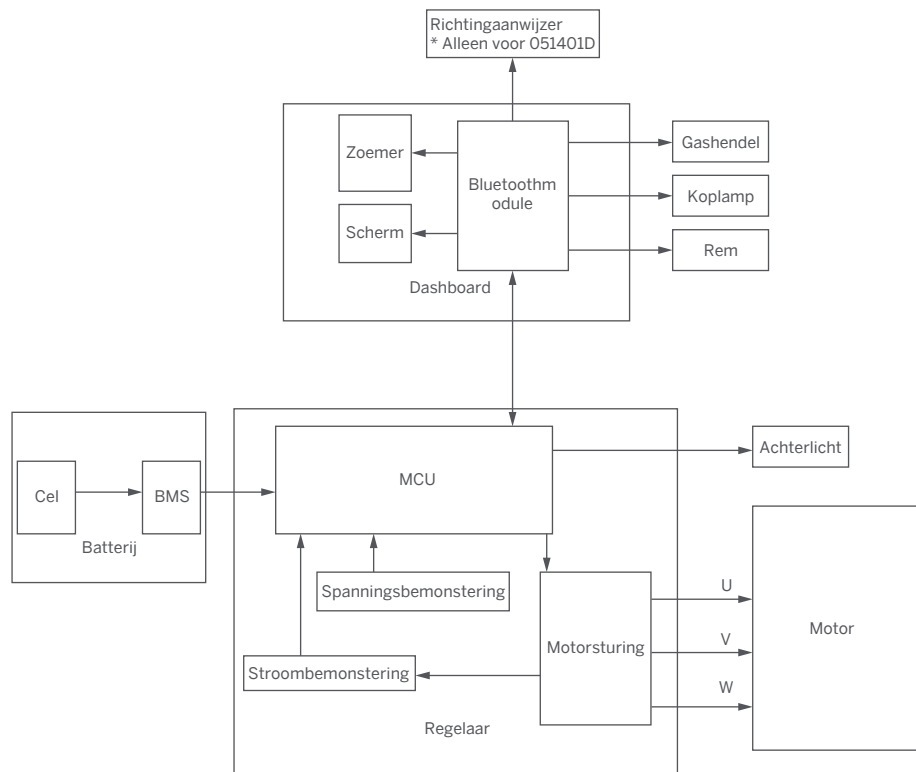 Richtingaanwijzer
* Alleen voor 051401D
Zoemer
Bluetoothm
odule
Gashendel
Koplamp
Scherm
Rem
Dashboard
MCU
Achterlicht
Cel
BMS
Batterij
Spanningsbemonstering
U
Motor
Motorsturing
V
Stroombemonstering
W
Regelaar